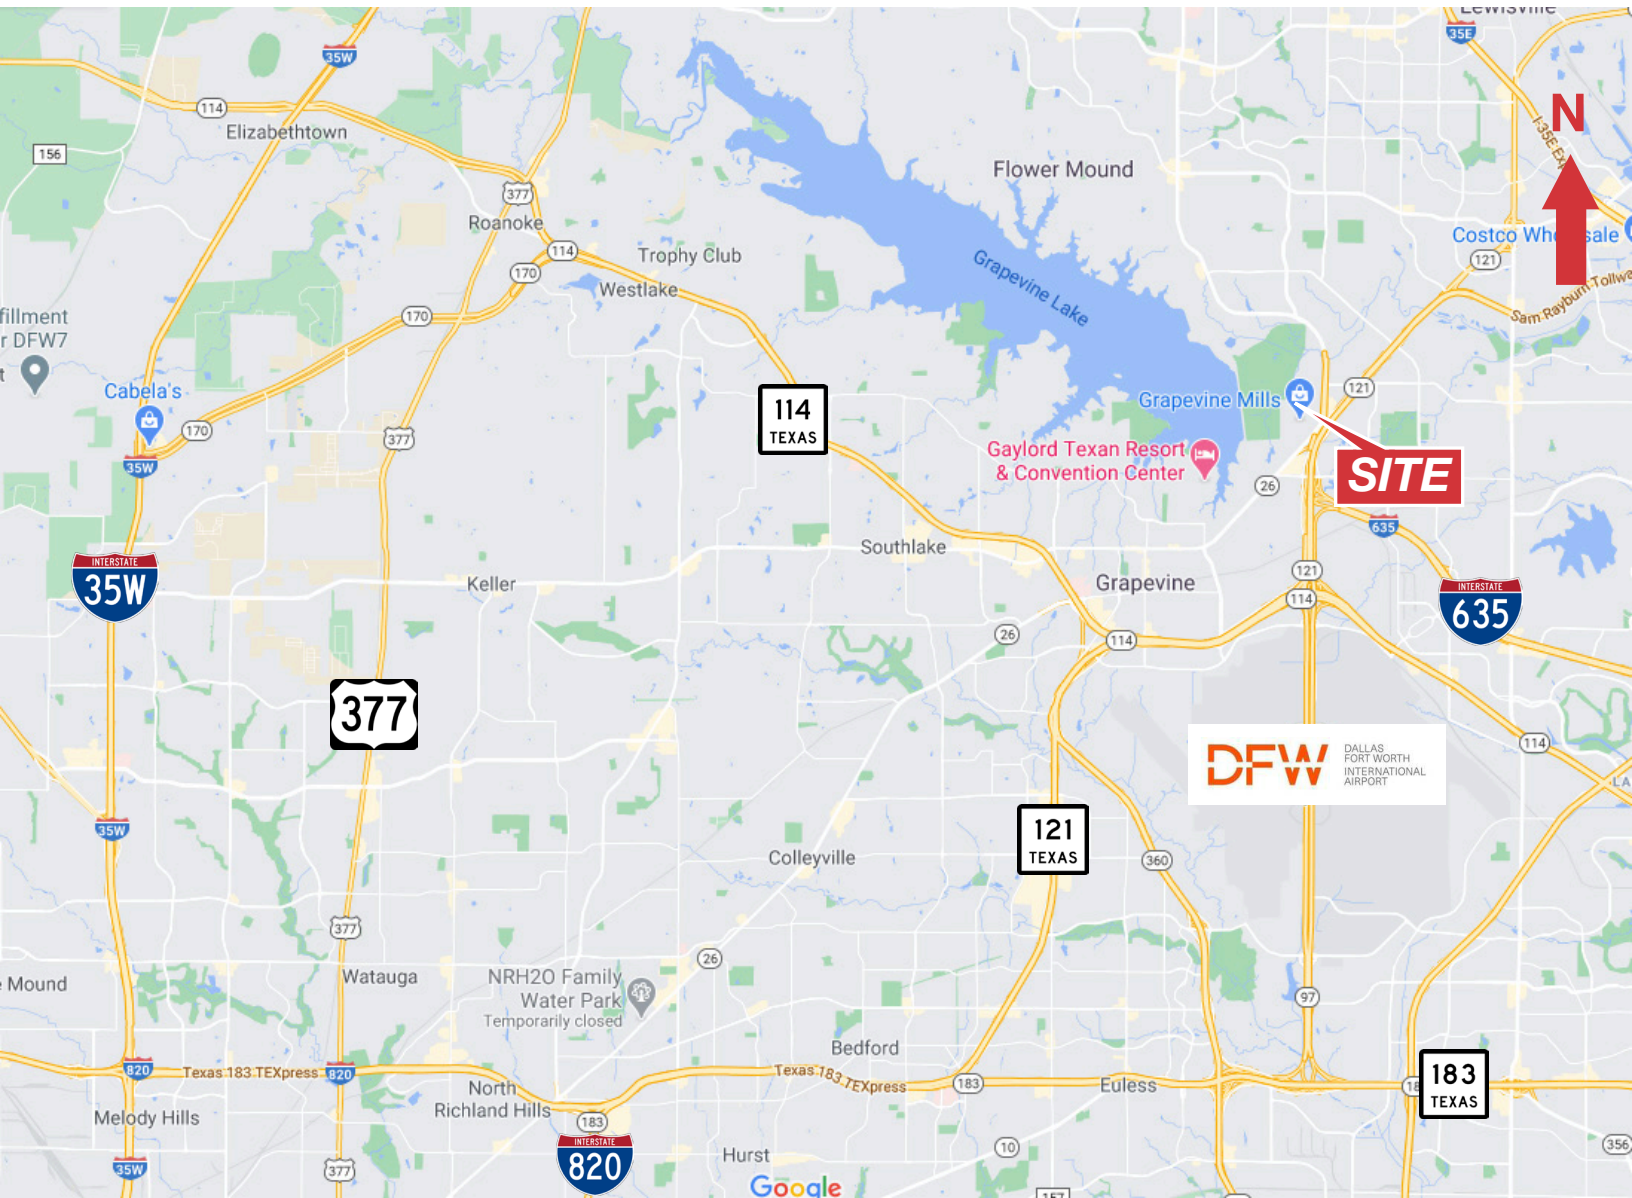 Lewisville
35E
35W
N
114
I-35E Exp
Elizabethtown
156
Flower Mound
377
Roanoke
Costco Wholesale
114
Trophy Club
121
170
Grapevine Lake
Westlake
Sam Rayburn Tollwa
170
fillment
r DFW7
t
Cabela's
121
Grapevine Mills
114
TEXAS
170
377
Gaylord Texan Resort
& Convention Center
SITE
35W
26
635
Southlake
INTERSTATE
35W
121
Keller
Grapevine
INTERSTATE
635
114
26
114
377
114
DFW
DALLAS
FORT WORTH
INTERNATIONAL
AIRPORT
LA
35W
121
TEXAS
Colleyville
360
377
26
Watauga
NRH2O Family
Water Park
Temporarily closed
e Mound
97
Bedford
820
Texas 183 TEXpress
820
Texas 183 TEXpress
183
Euless
18
183
TEXAS
North
Richland Hills
Melody Hills
183
INTERSTATE
820
10
356
Hurst
35W
377
Google
157